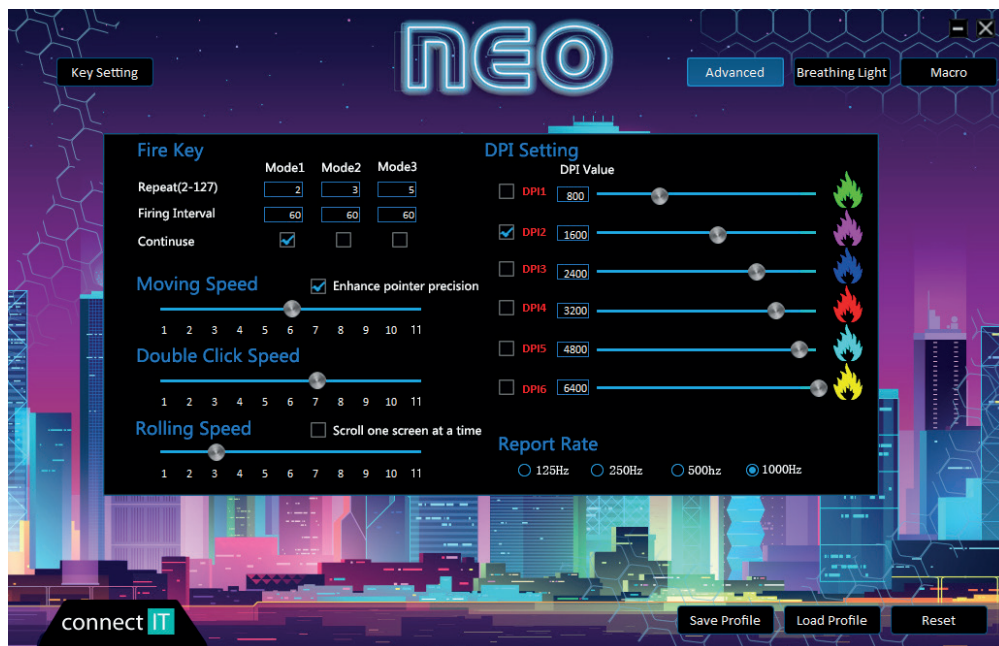 NEO
Key Setting
Advanced
Breathing Light
Macro
Fire Key
Mode1 Mode2 Mode3
Repeat(2-127) 2 3 5
Firing Interval 60 60 60
Continuse
Moving Speed
Enhance pointer precision
1 2 3 4 5 6 7 8 9 10 11
Double Click Speed
1 2 3 4 5 6 7 8 9 10 11
Rolling Speed
Scroll one screen at a time
1 2 3 4 5 6 7 8 9 10 11
DPI Setting
DPI Value
DPI1 800
DPI2 1600
DPI3 2400
DPI4 3200
DPI5 4800
DPI6 6400
Report Rate
125Hz 250Hz 500hz 1000Hz
connect IT
Save Profile
Load Profile
Reset